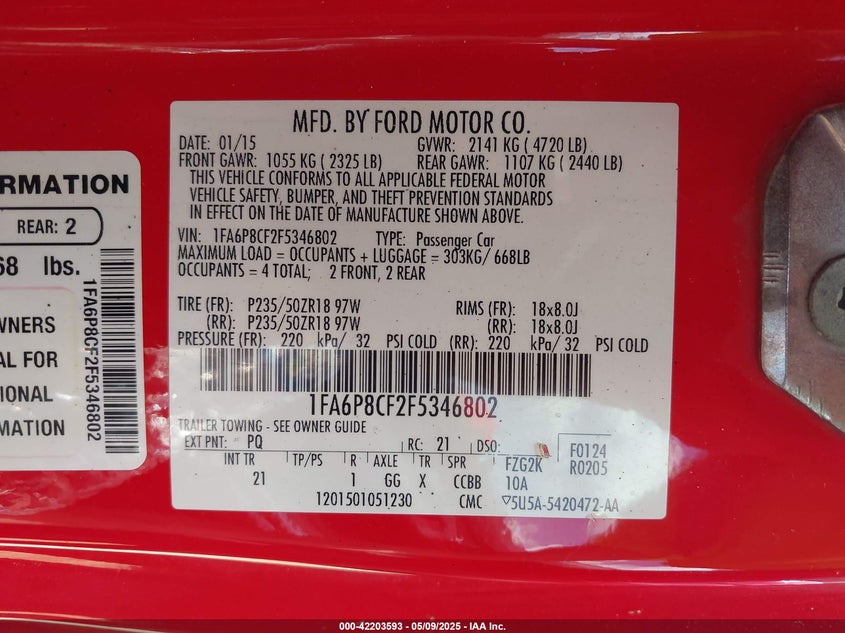 MFD. BY FORD MOTOR CO.
DATE: 01/15 GVWR: 2141 KG ( 4720 LB)
FRONT GAWR: 1055 KG ( 2325 LB) REAR GAWR: 1107 KG ( 2440 LB)
THIS VEHICLE CONFORMS TO ALL APPLICABLE FEDERAL MOTOR
VEHICLE SAFETY, BUMPER, AND THEFT PREVENTION STANDARDS
IN EFFECT ON THE DATE OF MANUFACTURE SHOWN ABOVE.
VIN: 1FA6P8CF2F5346802 TYPE: Passenger Car
MAXIMUM LOAD = OCCUPANTS + LUGGAGE = 303KG/ 668LB
OCCUPANTS = 4 TOTAL; 2 FRONT, 2 REAR
TIRE (FR): P235/50ZR18 97W RIMS (FR): 18x8.0J
(RR): P235/50ZR18 97W (RR): 18x8.0J
PRESSURE (FR): 220 kPa/ 32 PSI COLD (RR): 220 kPa/ 32 PSI COLD
1FA6P8CF2F5346802
TRAILER TOWING - SEE OWNER GUIDE
EXT PNT: PQ RC: 21 DSO: F0124
R0205
INT TR TP/PS R AXLE TR SPR FZG2K
21 1 GG X CCBB 10A
1201501051230 CMC ▽5U5A-5420472-AA
RMATION
REAR: 2
68 lbs.
WNERS
AL FOR
TIONAL
MATION
1FA6P8CF2F5346802
000-42203593 - 05/09/2025 - IAA Inc.